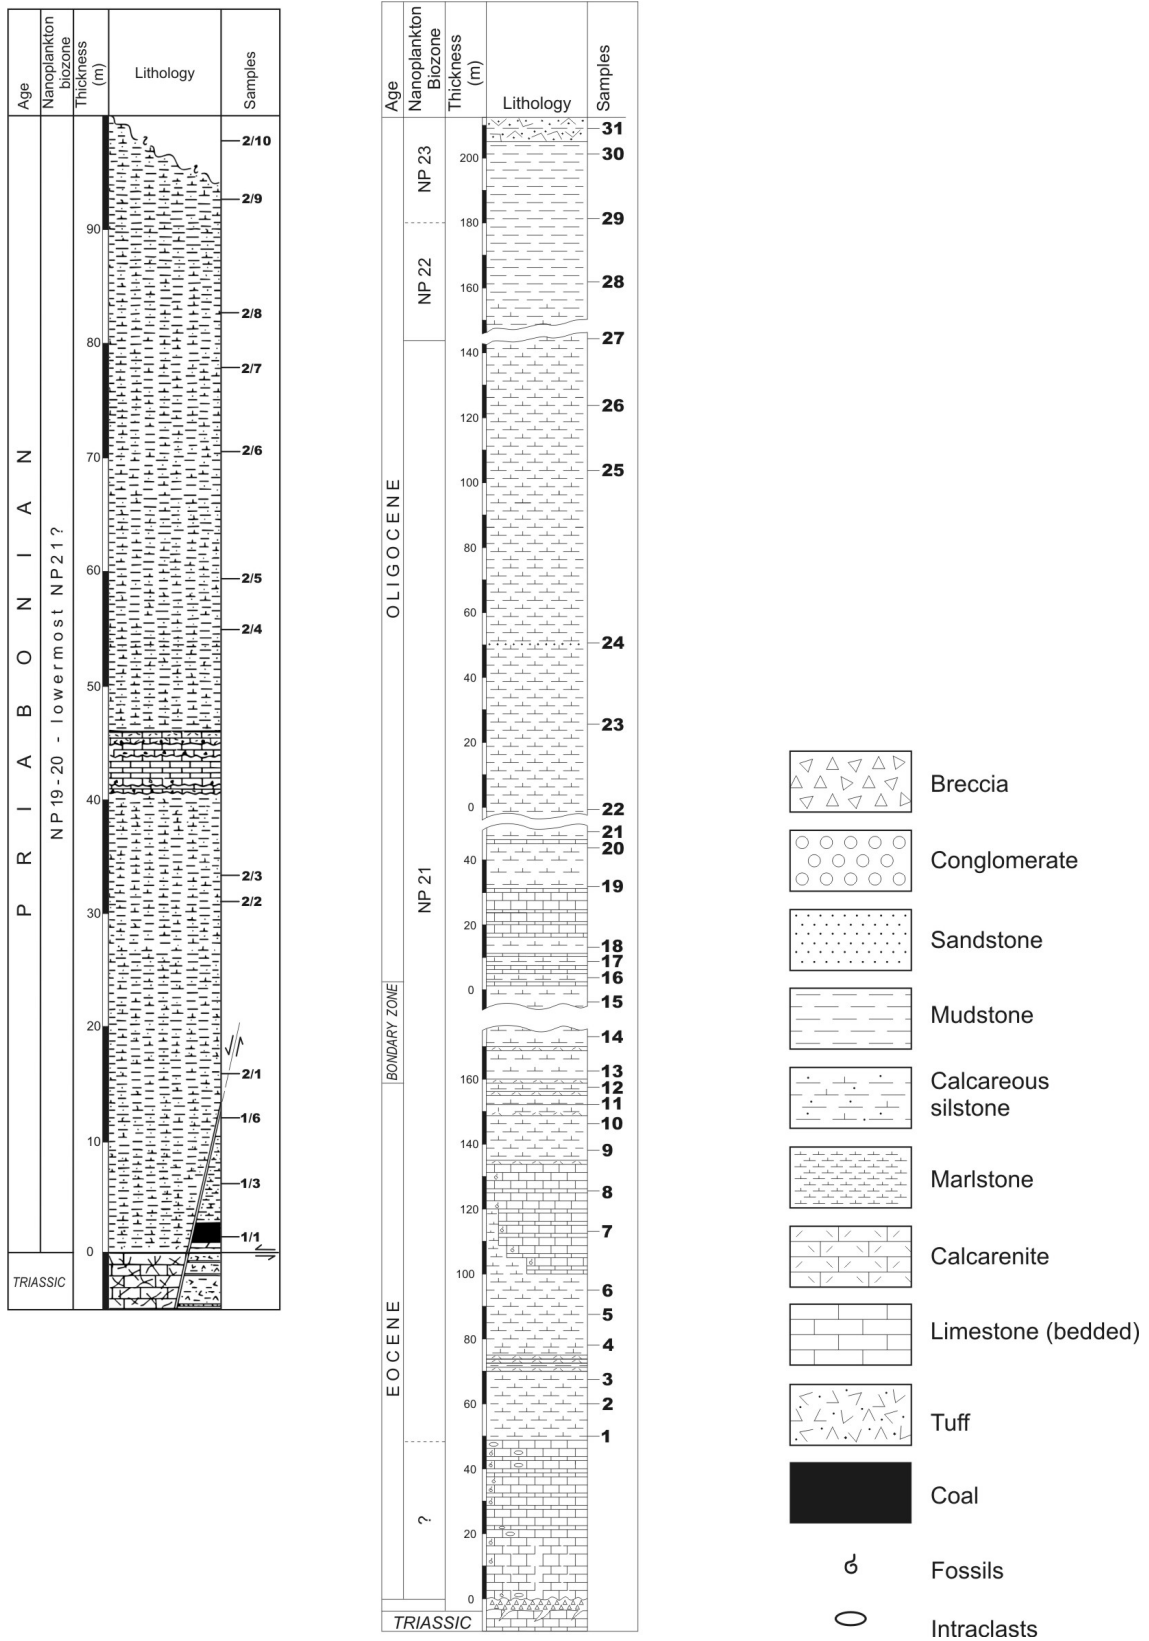 Age
Nanoplankton
biozone
Thickness
(m)
Lithology
Samples
2/10
2/9
90
2/8
80
2/7
2/6
70
60
2/5
2/4
50
40
2/3
2/2
30
20
2/1
1/6
10
1/3
1/1
0
PRIABONIAN
NP19-20 - lowermost NP21?
TRIASSIC
Age
Nanoplankton
Biozone
Thickness
(m)
Lithology
Samples
31
200
30
NP 23
29
180
NP 22
28
160
27
140
26
120
25
100
80
60
24
40
23
20
0
22
OLIGOCENE
21
20
40
19
NP 21
20
18
17
16
0
15
BONDARY ZONE
14
13
160
12
11
10
140
9
8
120
7
100
6
5
80
4
3
60
2
1
EOCENE
40
?
20
0
TRIASSIC
Breccia
Conglomerate
Sandstone
Mudstone
Calcareous
silstone
Marlstone
Calcarenite
Limestone (bedded)
Tuff
Coal
Fossils
Intraclasts